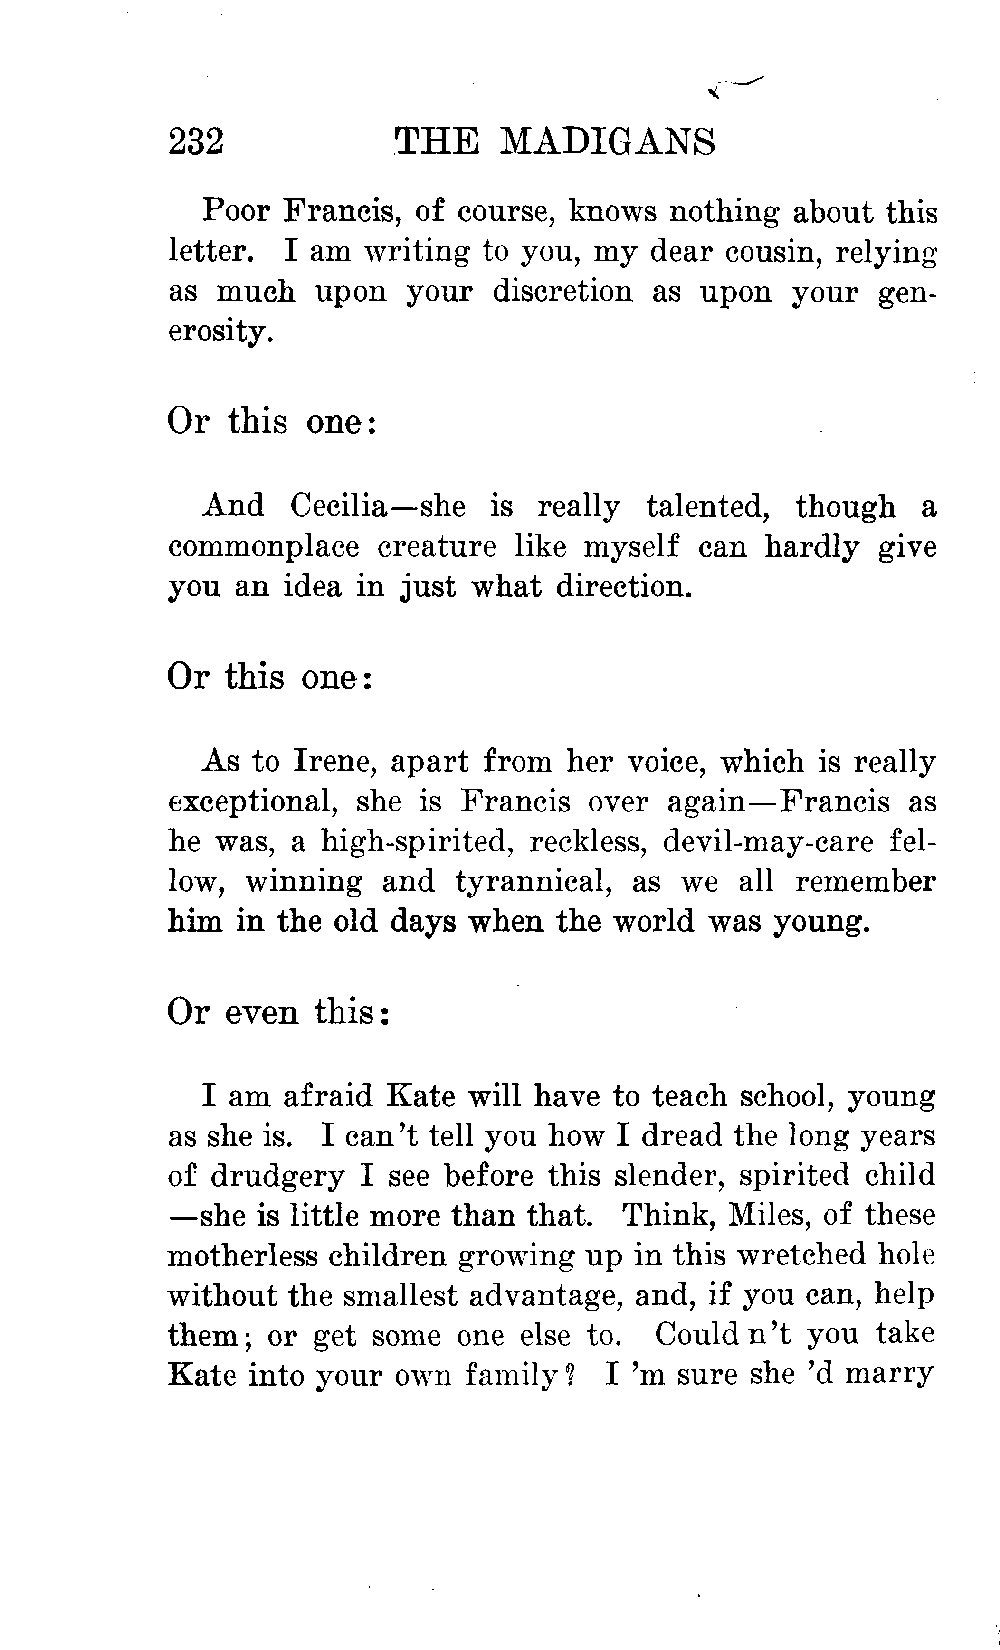 232 THE MADIGANS
Poor Francis, of course, knows nothing about this
letter. I am writing to you, my dear cousin, relying
as much upon your discretion as upon your gen-
erosity.
Or this one:
And Cecilia—she is really talented, though a
commonplace creature like myself can hardly give
you an idea in just what direction.
Or this one:
As to Irene, apart from her voice, which is really
exceptional, she is Francis over again—Francis as
he was, a high-spirited, reckless, devil-may-care fel-
low, winning and tyrannical, as we all remember
him in the old days when the world was young.
Or even this:
I am afraid Kate will have to teach school, young
as she is. I can't tell you how I dread the long years
of drudgery I see before this slender, spirited child
—she is little more than that. Think, Miles, of these
motherless children growing up in this wretched hole
without the smallest advantage, and, if you can, help
them; or get some one else to. Could n't you take
Kate into your own family? I 'm sure she 'd marry